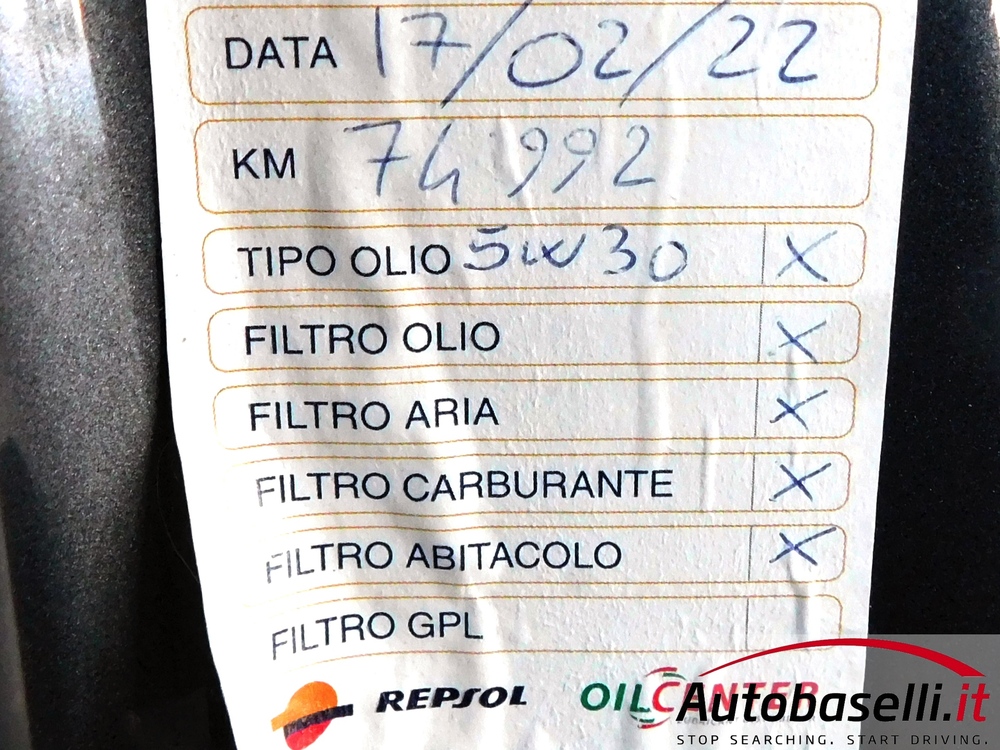 DATA 17/02/22
KM 74992
TIPO OLIO 5W30 X
FILTRO OLIO X
FILTRO ARIA X
FILTRO CARBURANTE X
FILTRO ABITACOLO X
FILTRO GPL
REPSOL OILCANTER
Autobaselli.it
STOP SEARCHING. START DRIVING.